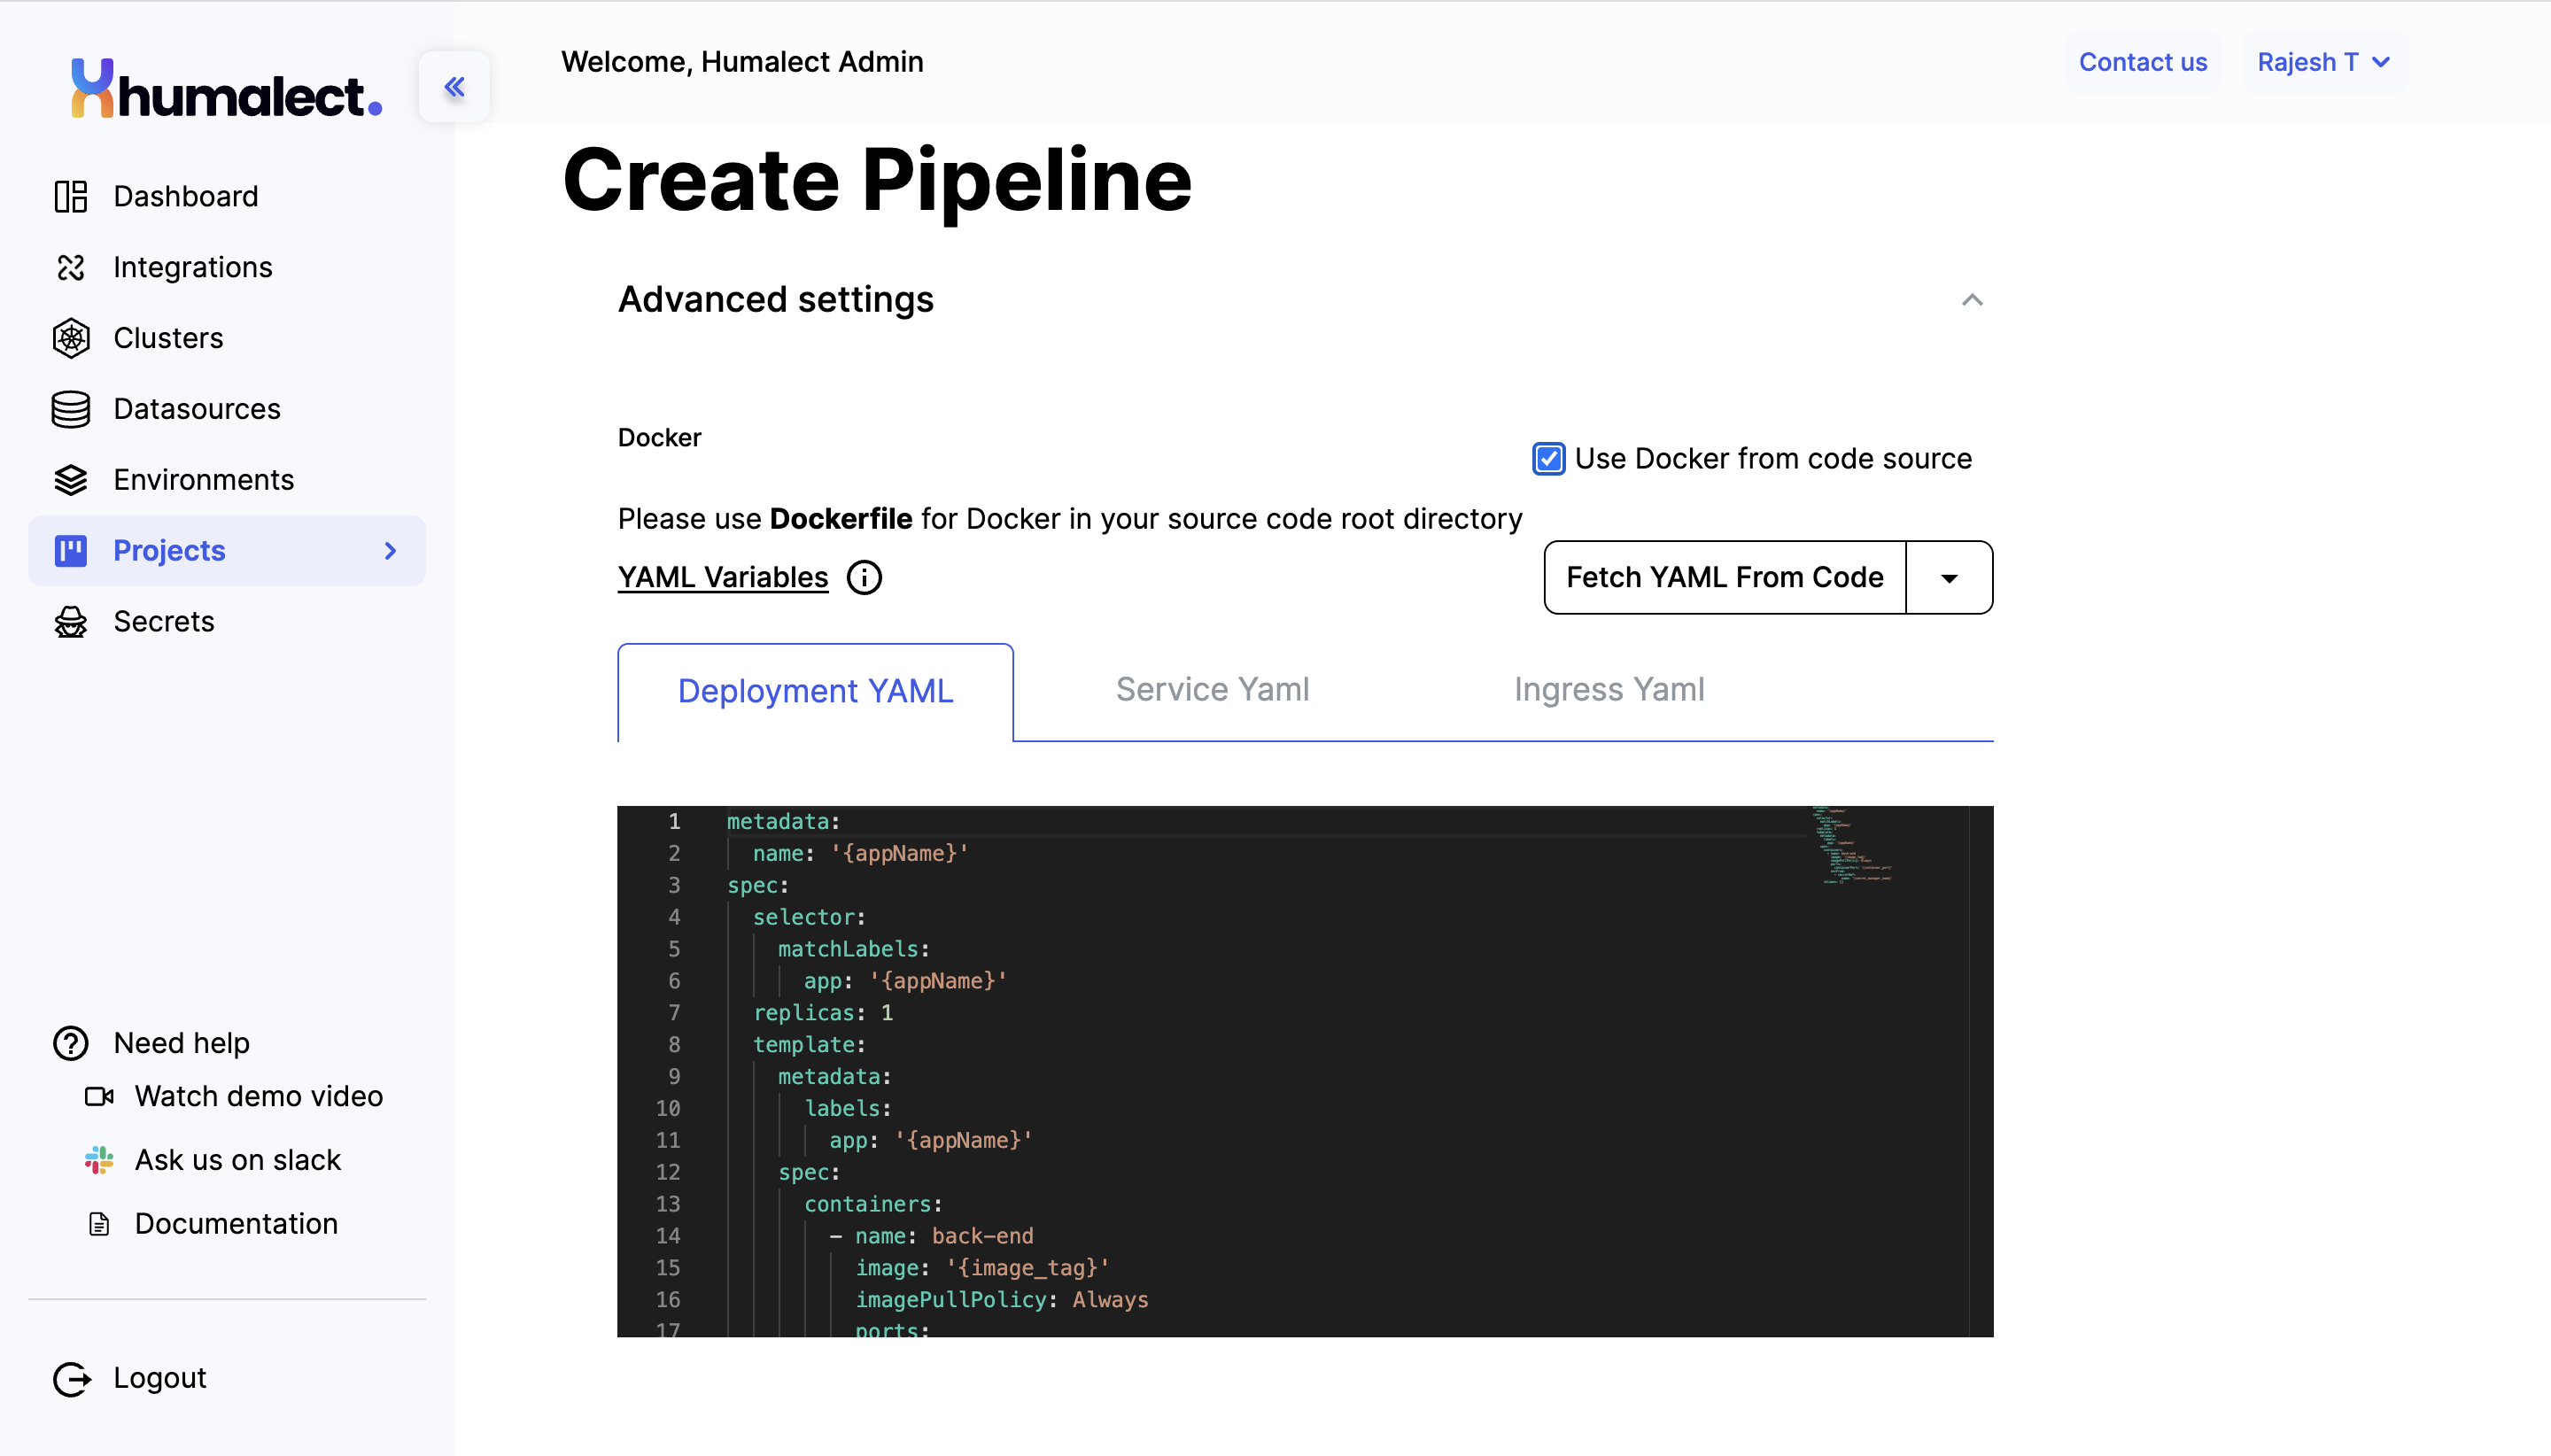 humalect.
Welcome, Humalect Admin
Contact us
Rajesh T
Dashboard
Integrations
Clusters
Datasources
Environments
Projects
Secrets
Need help
Watch demo video
Ask us on slack
Documentation
Logout
Create Pipeline
Advanced settings
Docker
Use Docker from code source
Please use Dockerfile for Docker in your source code root directory
YAML Variables
Fetch YAML From Code
Deployment YAML
Service Yaml
Ingress Yaml
1 metadata:
2   name: '{appName}'
3 spec:
4   selector:
5     matchLabels:
6       app: '{appName}'
7   replicas: 1
8   template:
9     metadata:
10       labels:
11         app: '{appName}'
12     spec:
13       containers:
14         - name: back-end
15           image: '{image_tag}'
16           imagePullPolicy: Always
17           ports: